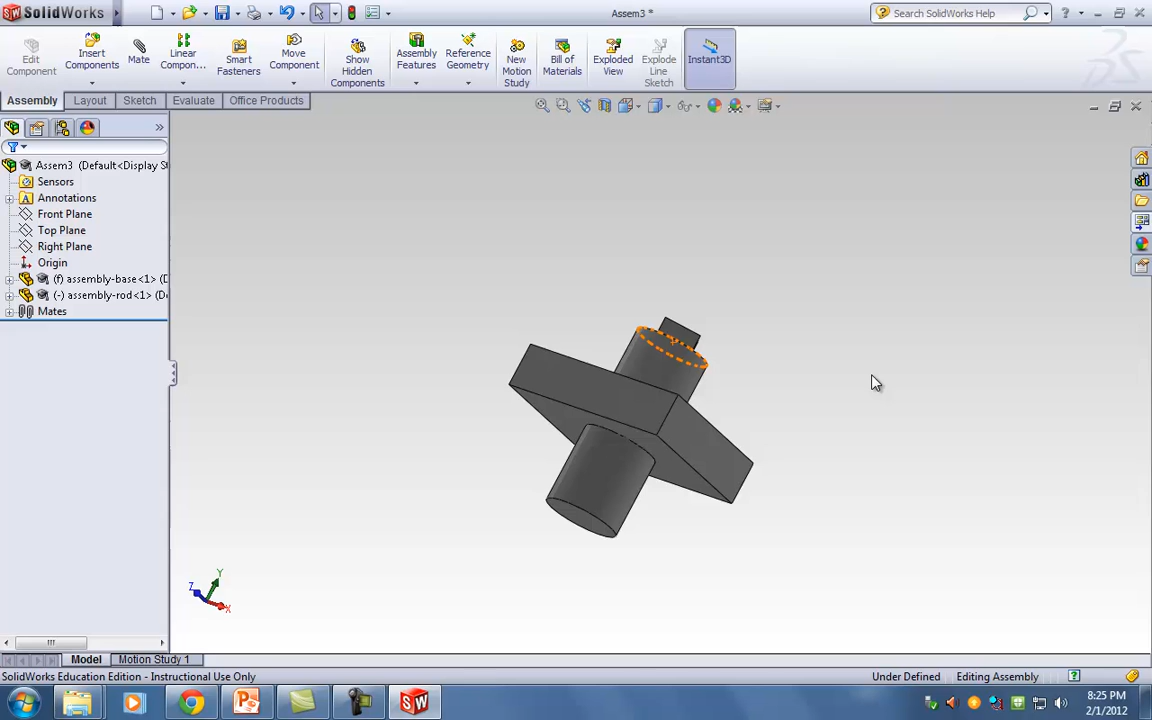 SolidWorks
Assem3 *
Search SolidWorks Help
Edit Component
Insert Components
Mate
Linear Compon...
Smart Fasteners
Move Component
Show Hidden Components
Assembly Features
Reference Geometry
New Motion Study
Bill of Materials
Exploded View
Explode Line Sketch
Instant3D
Assembly
Layout
Sketch
Evaluate
Office Products
Assem3 (Default<Display S
Sensors
Annotations
Front Plane
Top Plane
Right Plane
Origin
(f) assembly-base<1> (D
(-) assembly-rod<1> (De
Mates
Y
Z
X
Model
Motion Study 1
SolidWorks Education Edition - Instructional Use Only
Under Defined
Editing Assembly
8:25 PM
2/1/2012